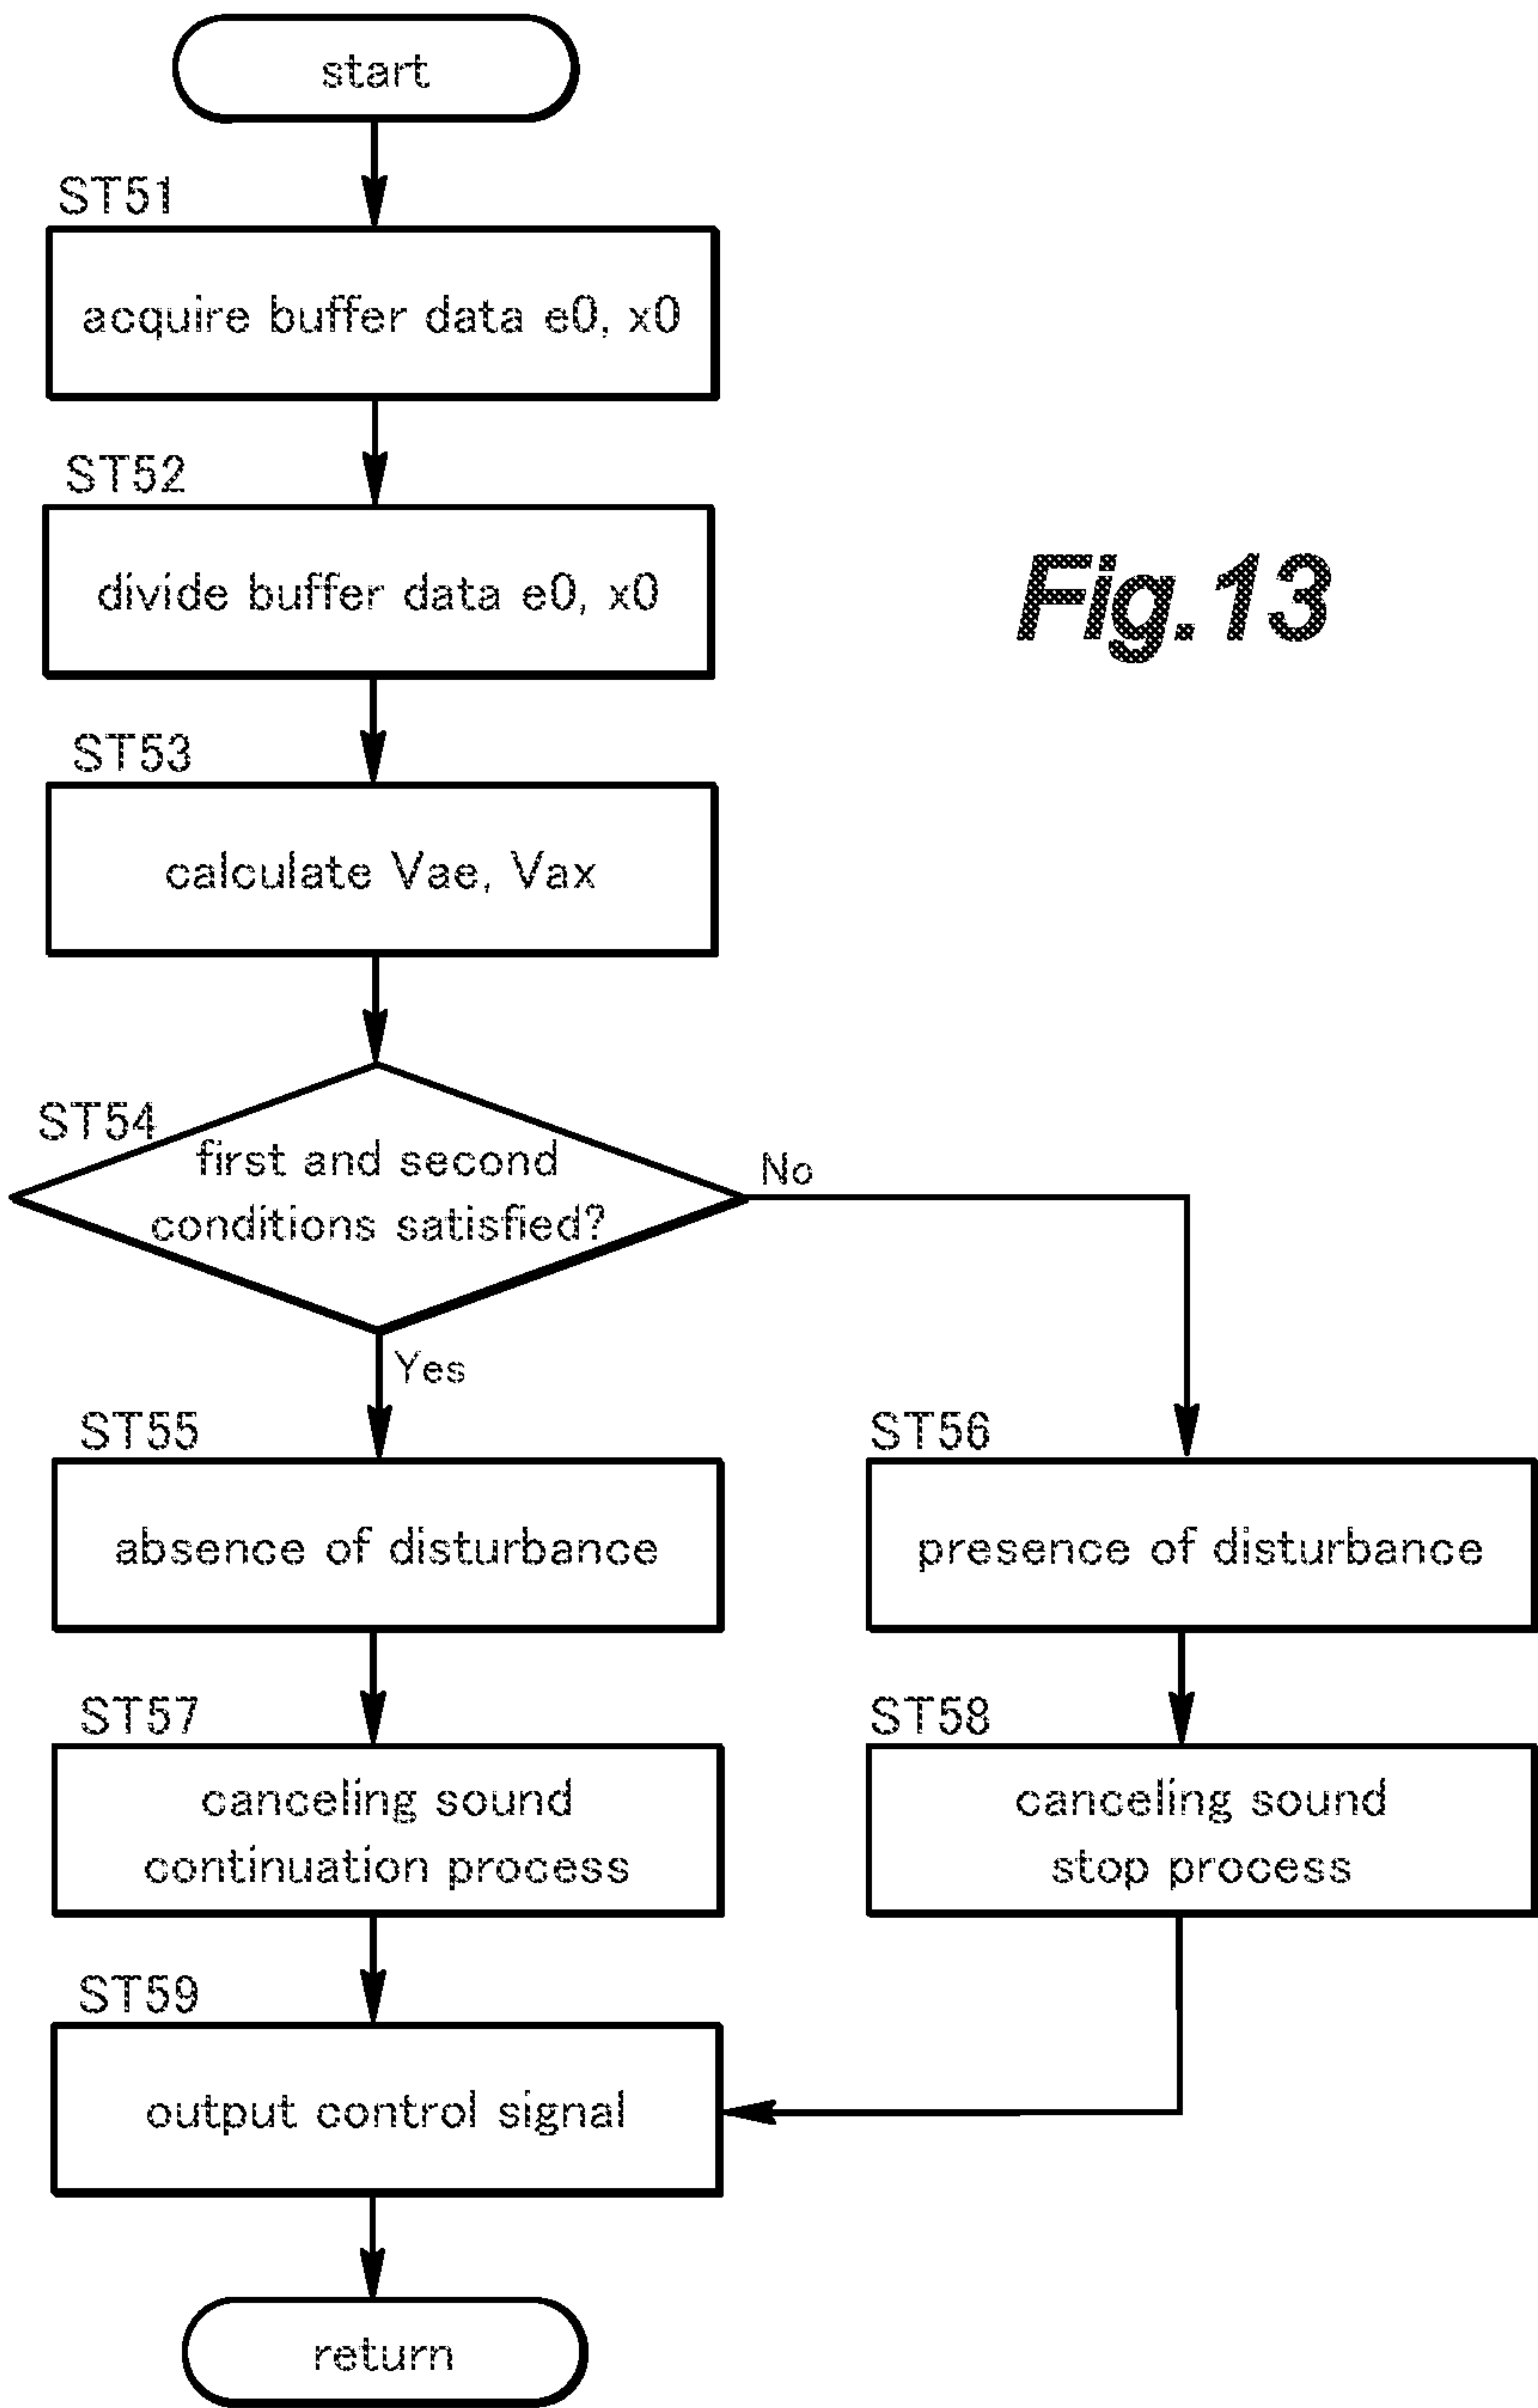 start
ST51
acquire buffer data e0, x0
ST52
divide buffer data e0, x0
Fig.13
ST53
calculate Vae, Vax
ST54
first and second
conditions satisfied?
No
Yes
ST55
absence of disturbance
ST56
presence of disturbance
ST57
canceling sound
continuation process
ST58
canceling sound
stop process
ST59
output control signal
return